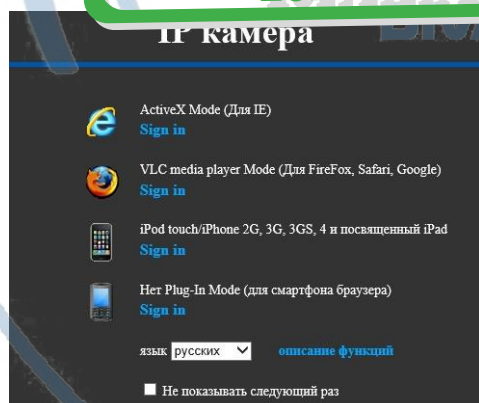 IP камера
ActiveX Mode (Для IE)
Sign in
VLC media player Mode (Для FireFox, Safari, Google)
Sign in
iPod touch/iPhone 2G, 3G, 3GS, 4 и посвященный iPad
Sign in
Нет Plug-In Mode (для смартфона браузера)
Sign in
язык русских описание функций
Не показывать следующий раз